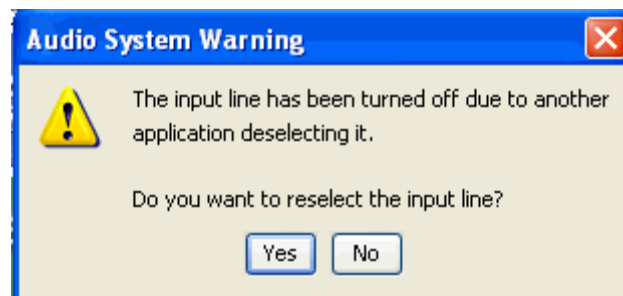 Audio System Warning
The input line has been turned off due to another
application deselecting it.
Do you want to reselect the input line?
Yes No